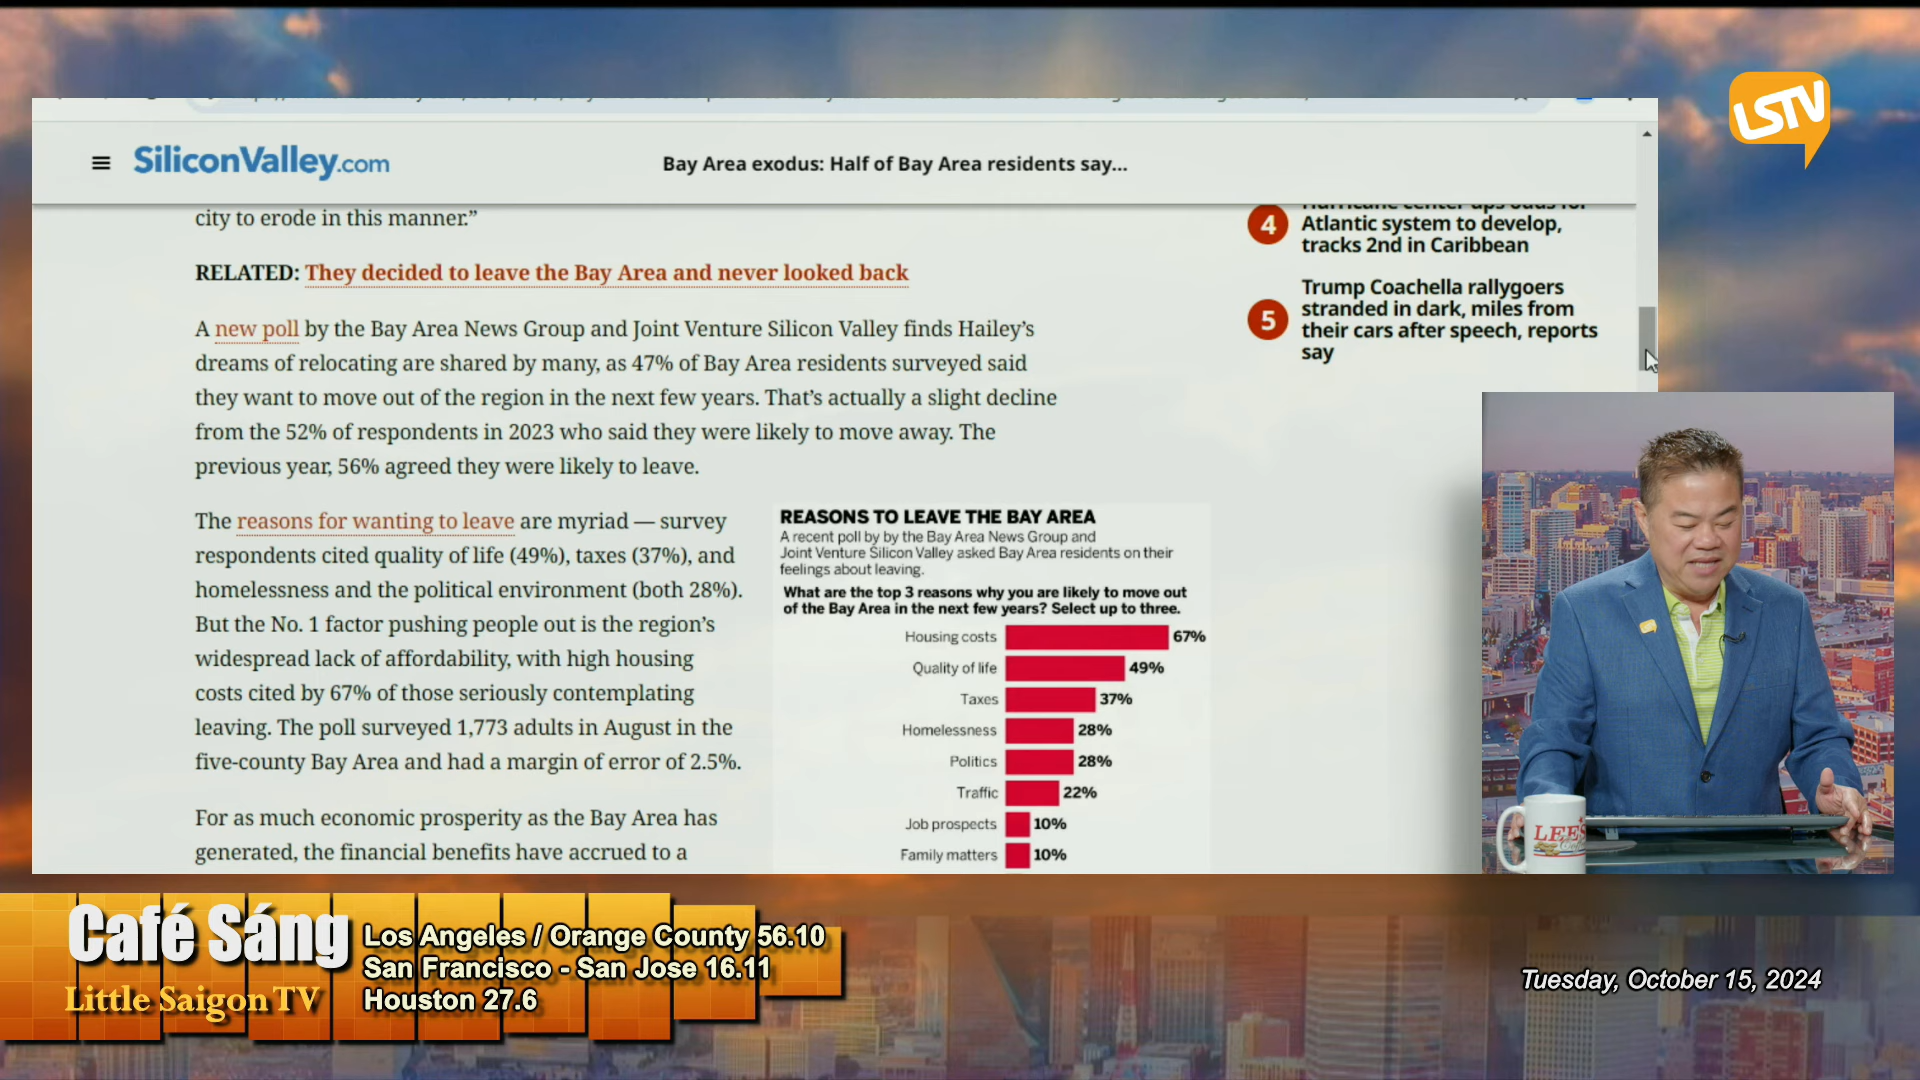 LSTV
SiliconValley.com
Bay Area exodus: Half of Bay Area residents say...
city to erode in this manner.”
RELATED: They decided to leave the Bay Area and never looked back
A new poll by the Bay Area News Group and Joint Venture Silicon Valley finds Hailey’s
dreams of relocating are shared by many, as 47% of Bay Area residents surveyed said
they want to move out of the region in the next few years. That’s actually a slight decline
from the 52% of respondents in 2023 who said they were likely to move away. The
previous year, 56% agreed they were likely to leave.
The reasons for wanting to leave are myriad — survey
respondents cited quality of life (49%), taxes (37%), and
homelessness and the political environment (both 28%).
But the No. 1 factor pushing people out is the region’s
widespread lack of affordability, with high housing
costs cited by 67% of those seriously contemplating
leaving. The poll surveyed 1,773 adults in August in the
five-county Bay Area and had a margin of error of 2.5%.
For as much economic prosperity as the Bay Area has
generated, the financial benefits have accrued to a
REASONS TO LEAVE THE BAY AREA
A recent poll by by the Bay Area News Group and
Joint Venture Silicon Valley asked Bay Area residents on their
feelings about leaving.
What are the top 3 reasons why you are likely to move out
of the Bay Area in the next few years? Select up to three.
Housing costs 67%
Quality of life 49%
Taxes 37%
Homelessness 28%
Politics 28%
Traffic 22%
Job prospects 10%
Family matters 10%
4
Hurricane center ups odds for
Atlantic system to develop,
tracks 2nd in Caribbean
5
Trump Coachella rallygoers
stranded in dark, miles from
their cars after speech, reports
say
LEE'S
Café Sáng
Little Saigon TV
Los Angeles / Orange County 56.10
San Francisco - San Jose 16.11
Houston 27.6
Tuesday, October 15, 2024